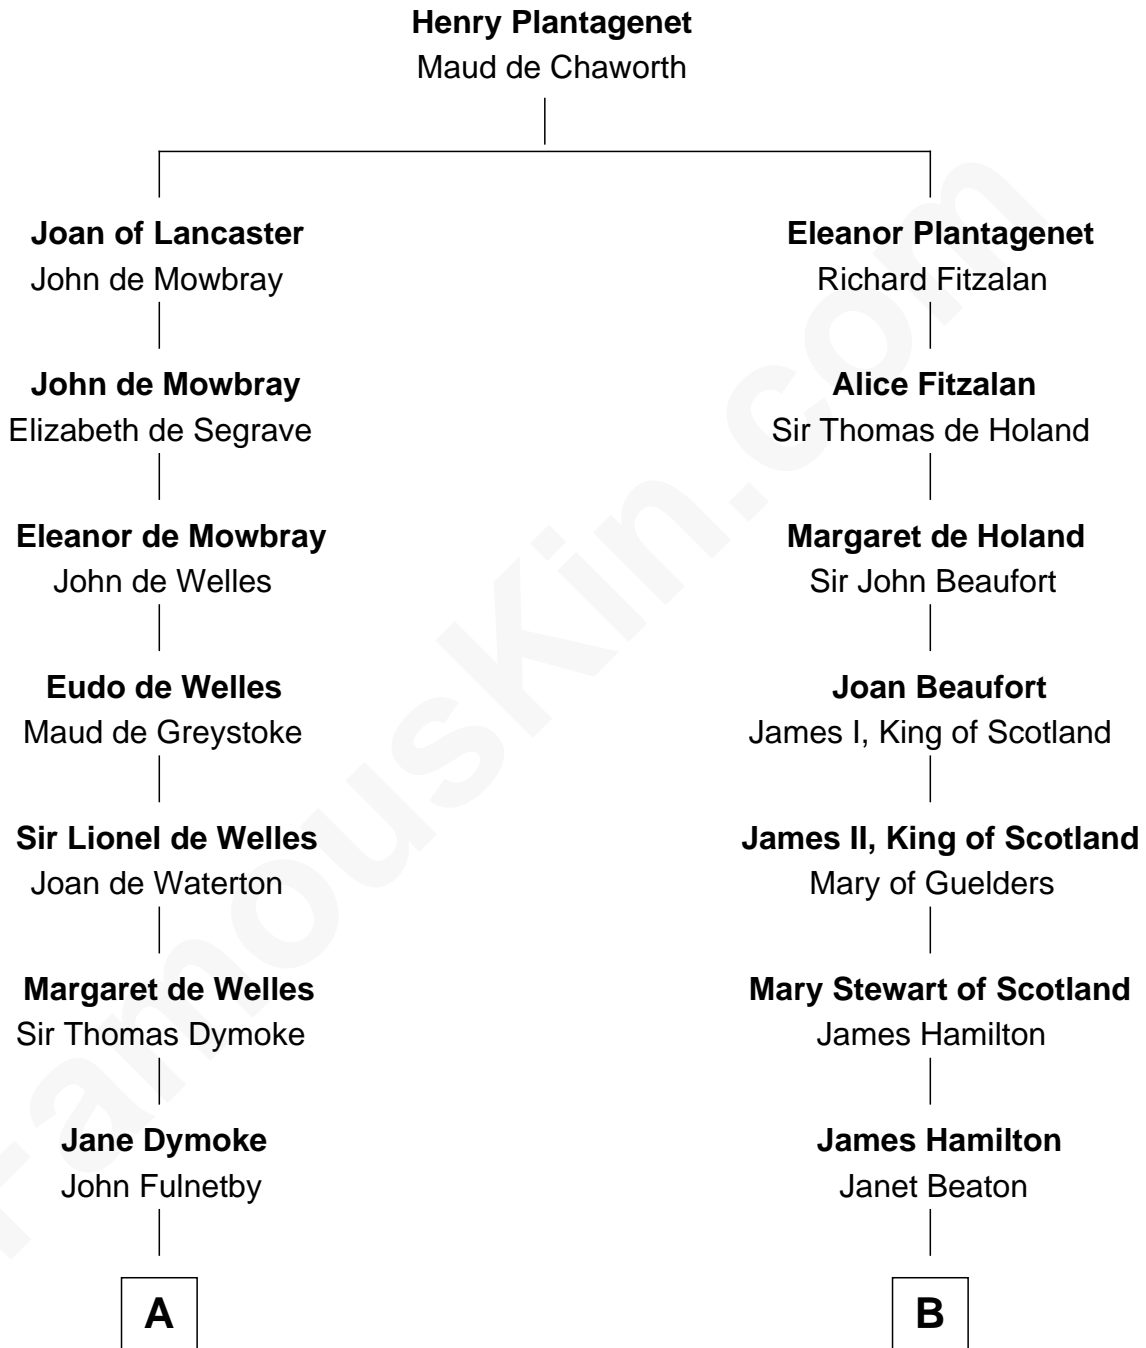 Henry Plantagenet
Maud de Chaworth
Joan of Lancaster
John de Mowbray
Eleanor Plantagenet
Richard Fitzalan
John de Mowbray
Elizabeth de Segrave
Alice Fitzalan
Sir Thomas de Holand
Eleanor de Mowbray
John de Welles
Margaret de Holand
Sir John Beaufort
Eudo de Welles
Maud de Greystoke
Joan Beaufort
James I, King of Scotland
Sir Lionel de Welles
Joan de Waterton
James II, King of Scotland
Mary of Guelders
Margaret de Welles
Sir Thomas Dymoke
Mary Stewart of Scotland
James Hamilton
Jane Dymoke
John Fulnetby
James Hamilton
Janet Beaton
A
B
FamousKin.com